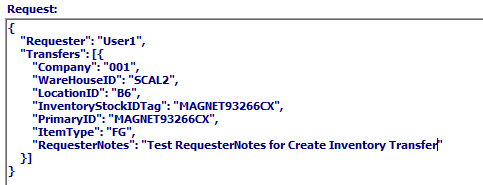 Request:
{
"Requester": "User1",
"Transfers": [{
"Company": "001",
"WareHouseID": "SCAL2",
"LocationID": "B6",
"InventoryStockIDTag": "MAGNET93266CX",
"PrimaryID": "MAGNET93266CX",
"ItemType": "FG",
"RequesterNotes": "Test RequesterNotes for Create Inventory Transfer"
}]
}